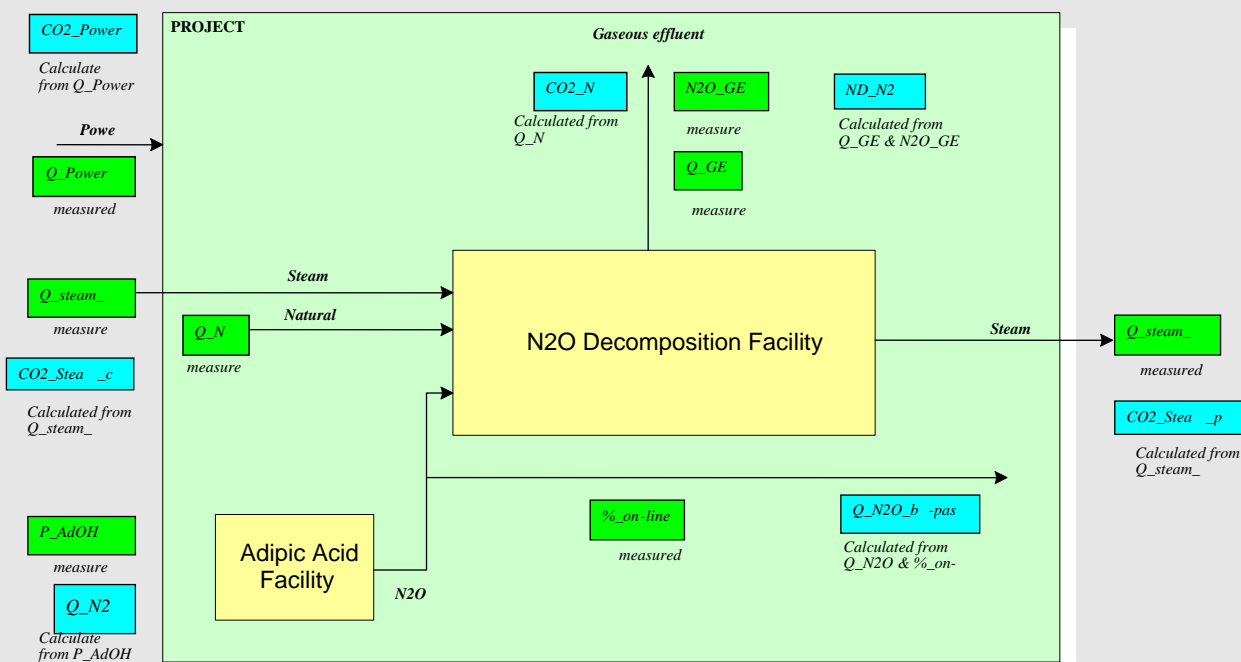 CO2_Power
Calculate
from Q_Power
PROJECT
Gaseous effluent
CO2_N
Calculated from
Q_N
N2O_GE
measure
Q_GE
measure
ND_N2
Calculated from
Q_GE & N2O_GE
Powe
Q_Power
measured
Q_steam_
measure
CO2_Stea _c
Calculated from
Q_steam_
Steam
Natural
Q_N
measure
N2O Decomposition Facility
Steam
Q_steam_
measured
CO2_Stea _p
Calculated from
Q_steam_
P_AdOH
measure
Q_N2
Calculate
from P_AdOH
Adipic Acid
Facility
N2O
%_on-line
measured
Q_N2O_b -pas
Calculated from
Q_N2O & %_on-